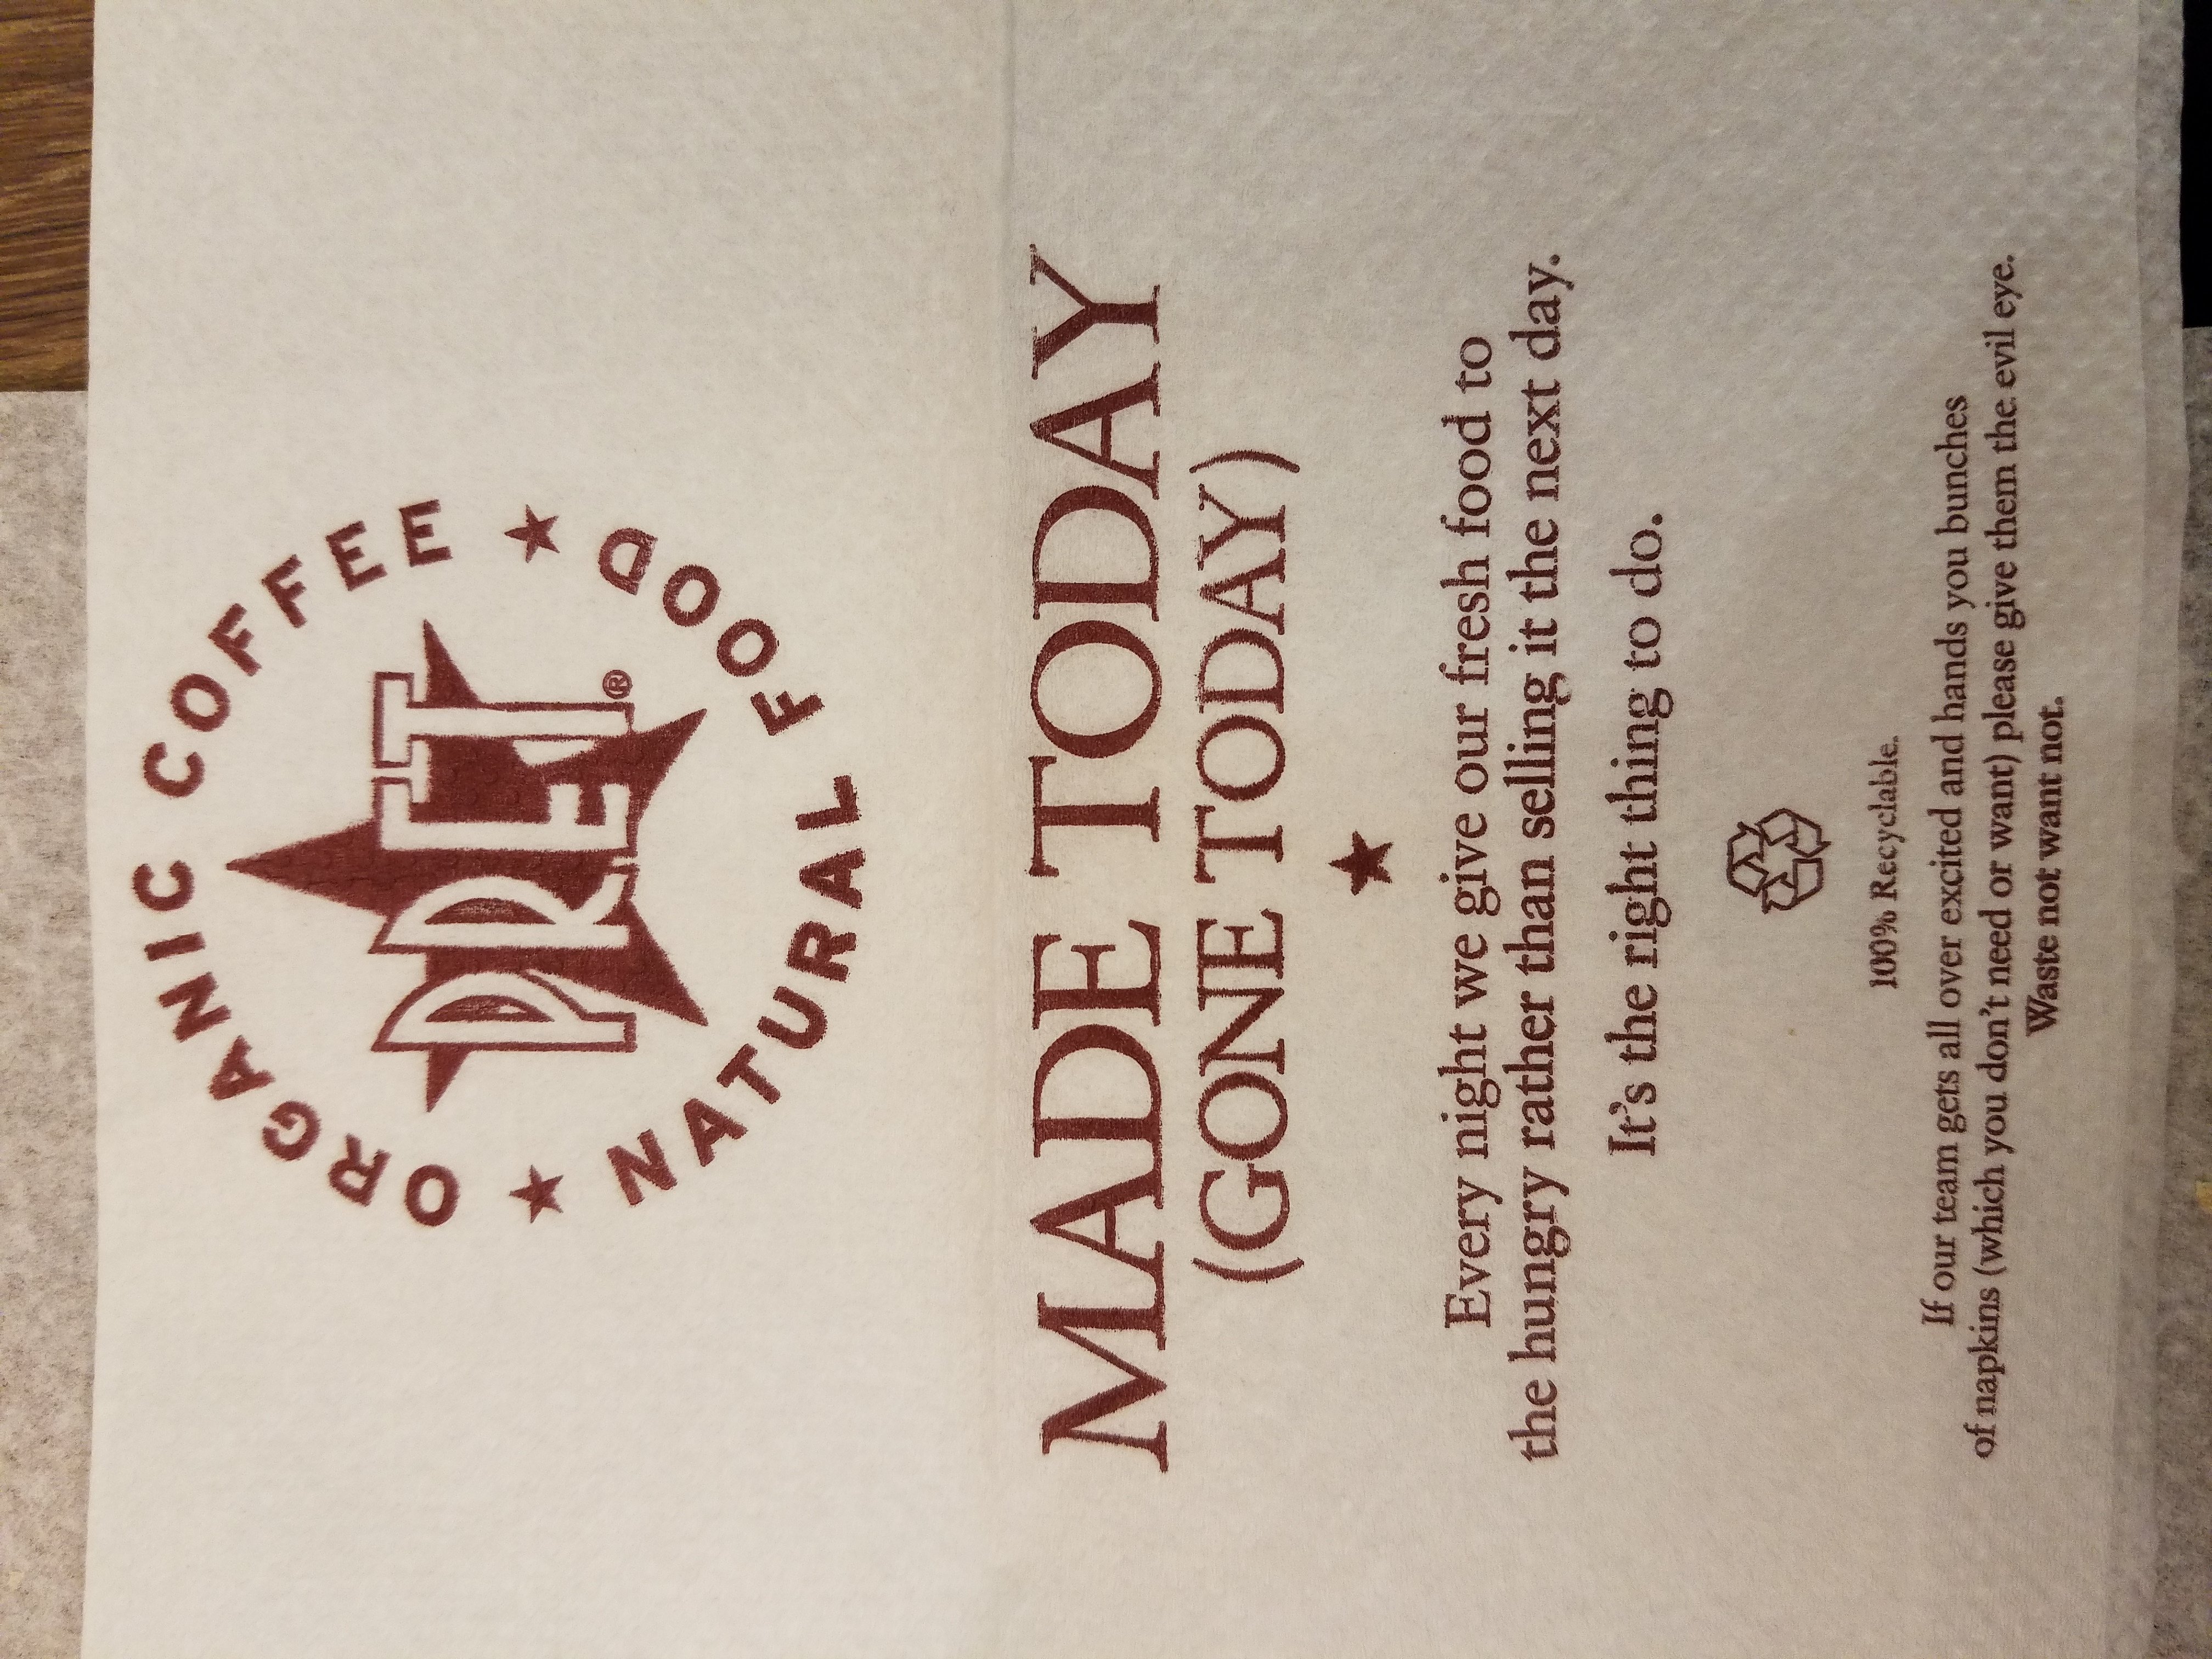 ORGANIC COFFEE
PRET®
NATURAL FOOD
MADE TODAY
(GONE TODAY)
Every night we give our fresh food to
the hungry rather than selling it the next day.
It's the right thing to do.
100% Recyclable.
If our team gets all over excited and hands you bunches
of napkins (which you don't need or want) please give them the evil eye.
Waste not want not.